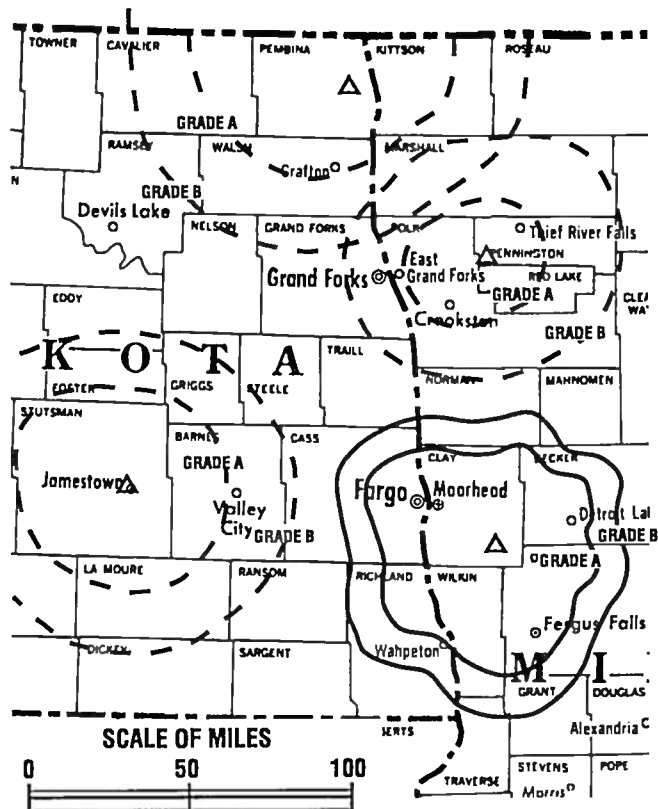 TOWNER CAVALIER PEMBINA KITTSON ROSEAU
GRADE A
RAMSEY WALSH MARSHALL
Grafton
N
GRADE B
Devils Lake
NELSON GRAND FORKS POLK Thief River Falls
PENNINGTON
East
Grand Forks Grand Forks RED LAKE
EDDY GRADE A CLEA
Crookston WAT
GRADE B
K O T A TRAILL
FOSTER GRIGGS STEELE NORMAN MAHNOMEN
STUTSMAN
BARNES CASS CLAY BECKER
GRADE A
Jamestown Fargo Moorhead
Valley
City Detroit Lal
GRADE B GRADE B
GRADE A
LA MOURE RANSOM RICHLAND WILKIN
Fergus Falls
DICKEY SARGENT Wahpeton
M I
GRANT DOUGLAS
Alexandria
SCALE OF MILES
0 50 100
BERTS
TRAVERSE STEVENS POPE
Morris